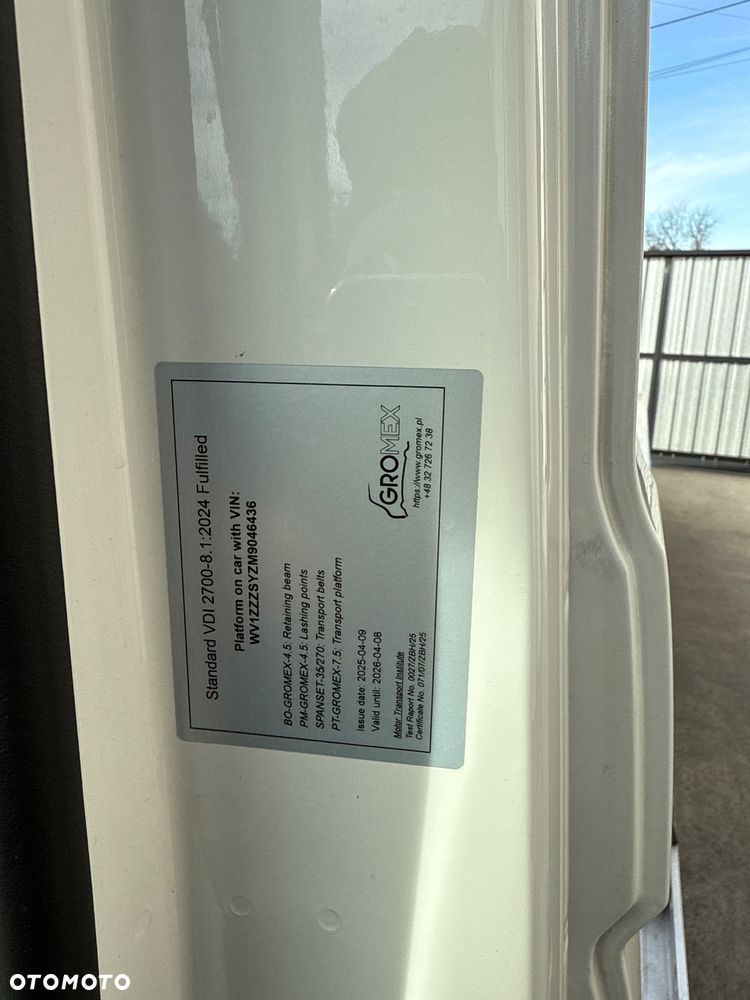 Standard VDI 2700-8.1:2024 Fulfilled
Platform on car with VIN:
WV1ZZZSYZM9046436
BO-GROMEX-4.5: Retaining beam
PM-GROMEX-4.5: Lashing points
SPANSET-35/270: Transport belts
PT-GROMEX-7.5: Transport platform
Issue date: 2025-04-09
Valid until: 2026-04-08
Motor Transport Institute
Test Raport No. 0027/ZBH/25
Certificate No. 071/07/ZBH/25
GROMEX
https://www.gromex.pl
+48 32 726 72 38
OTOMOTO